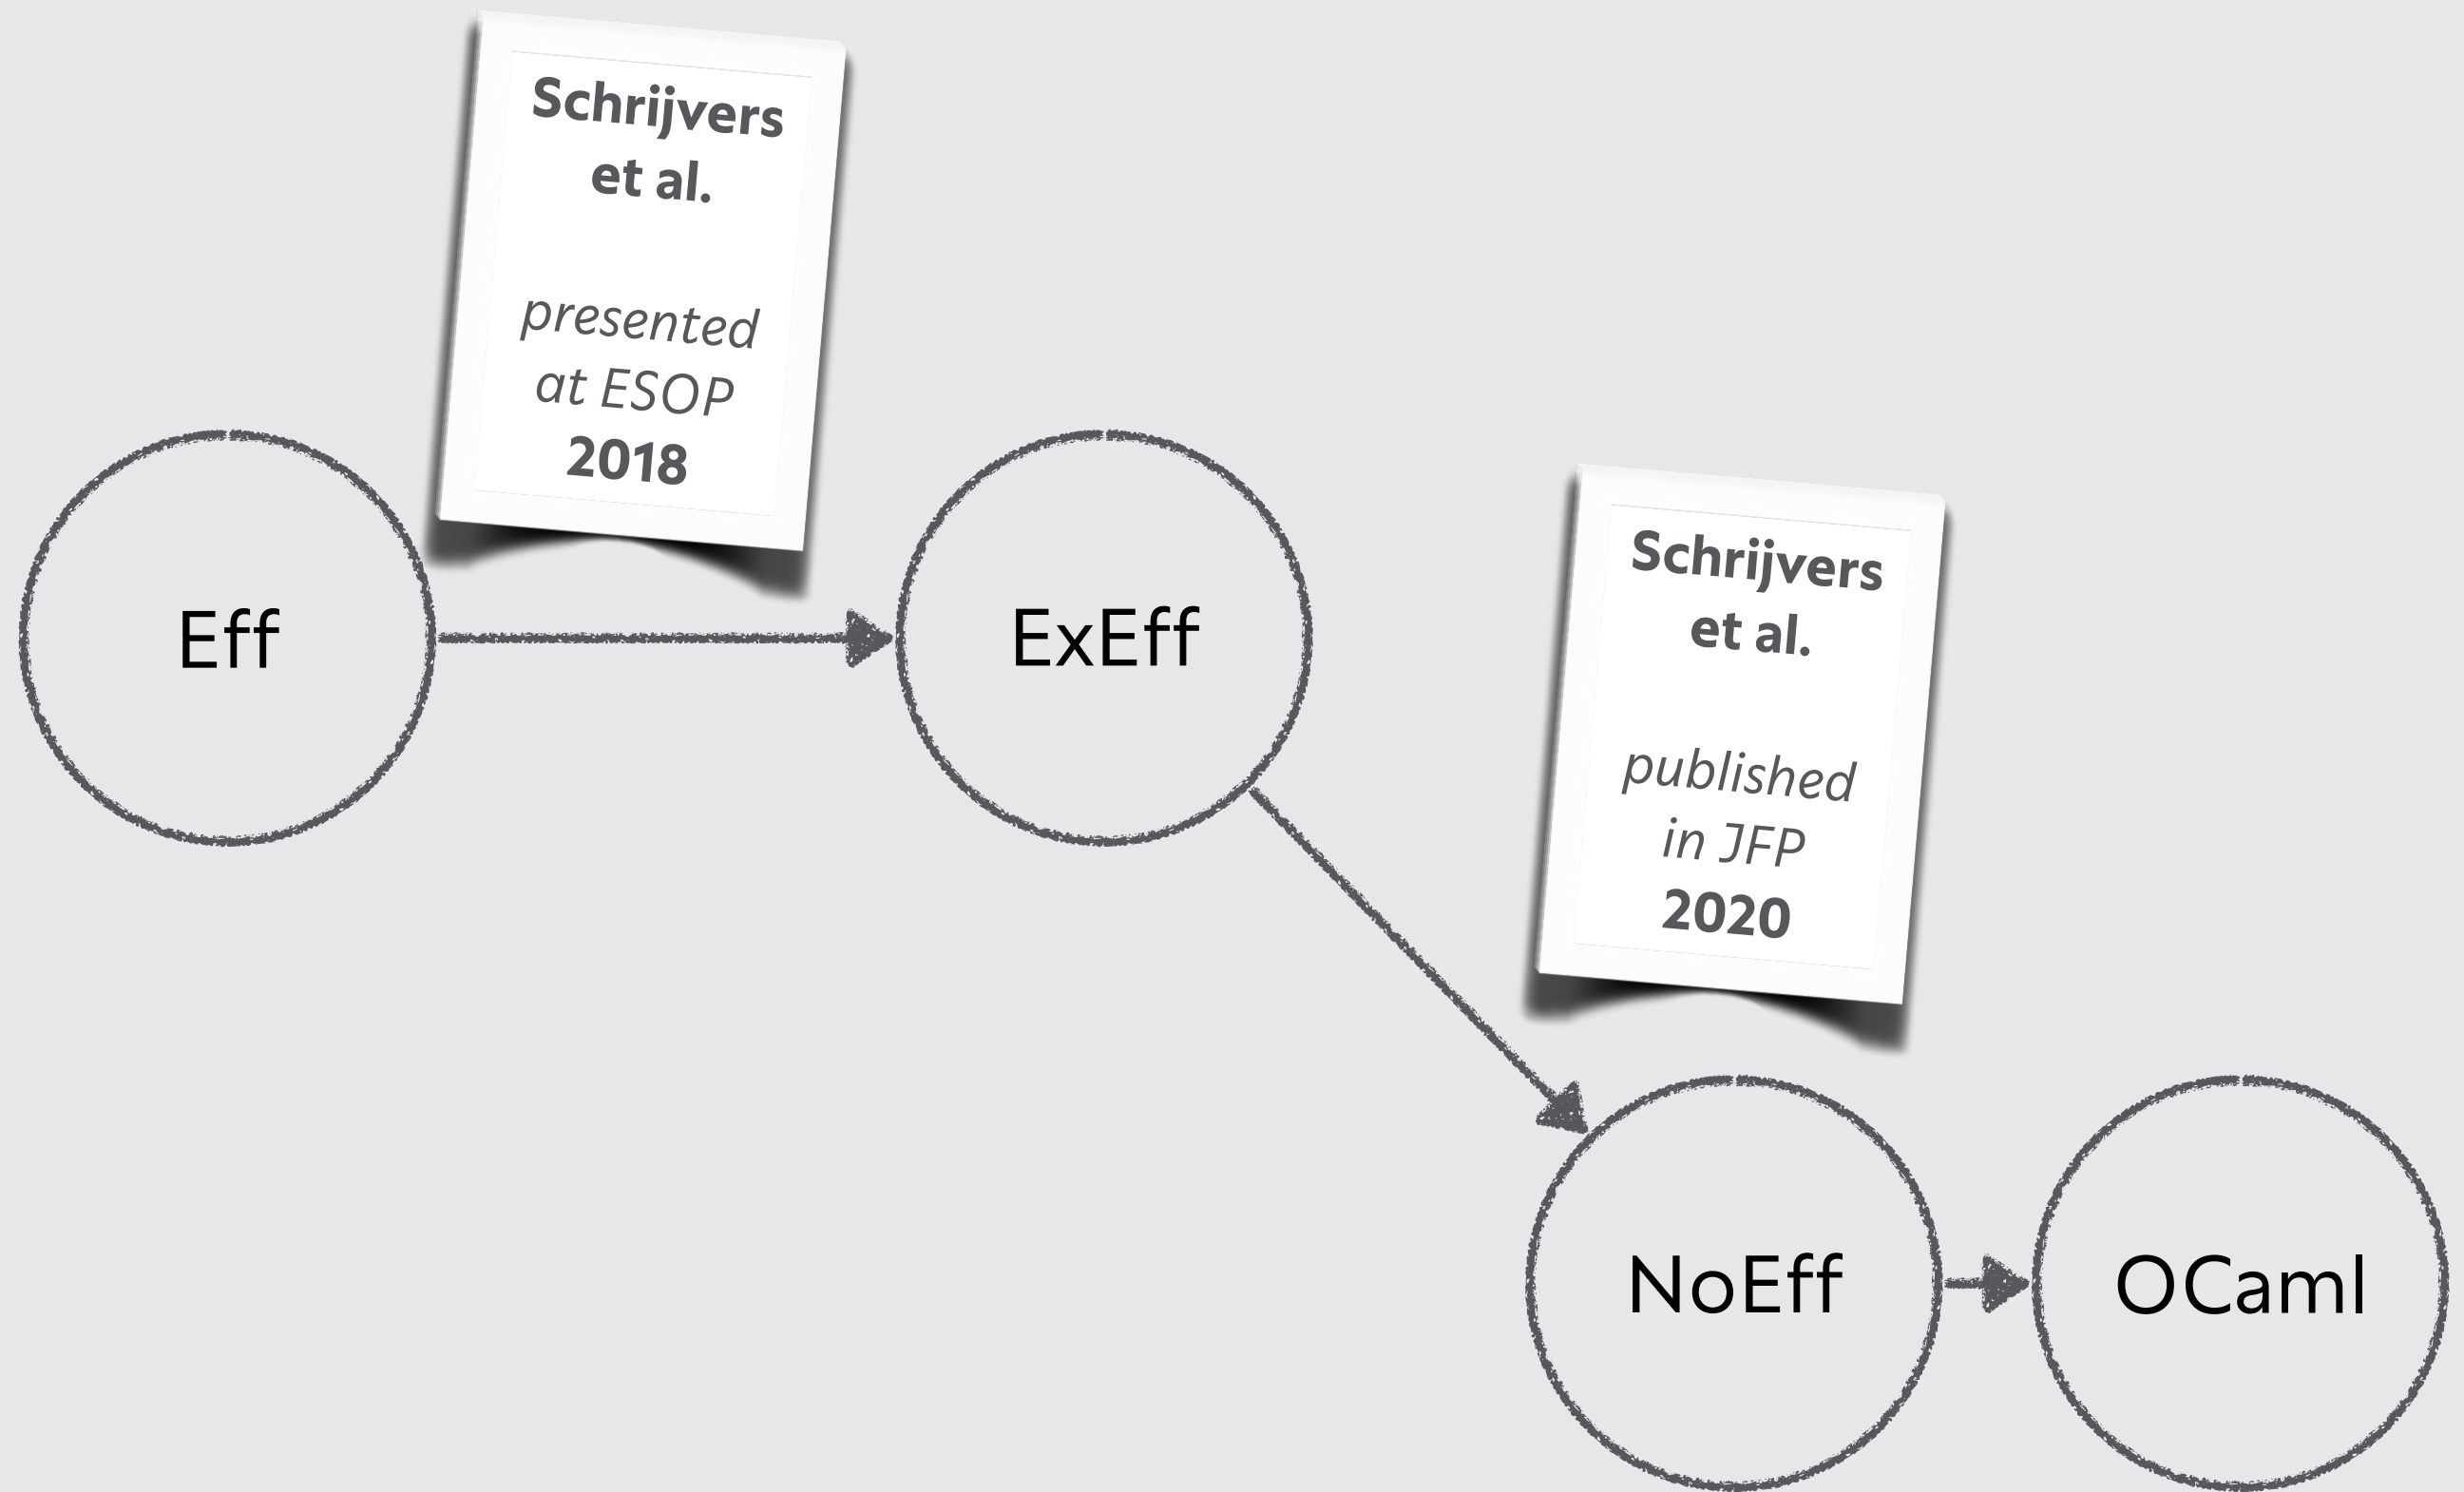 Schrijvers
et al.
presented
at ESOP
2018
Eff
ExEff
Schrijvers
et al.
published
in JFP
2020
NoEff
OCaml